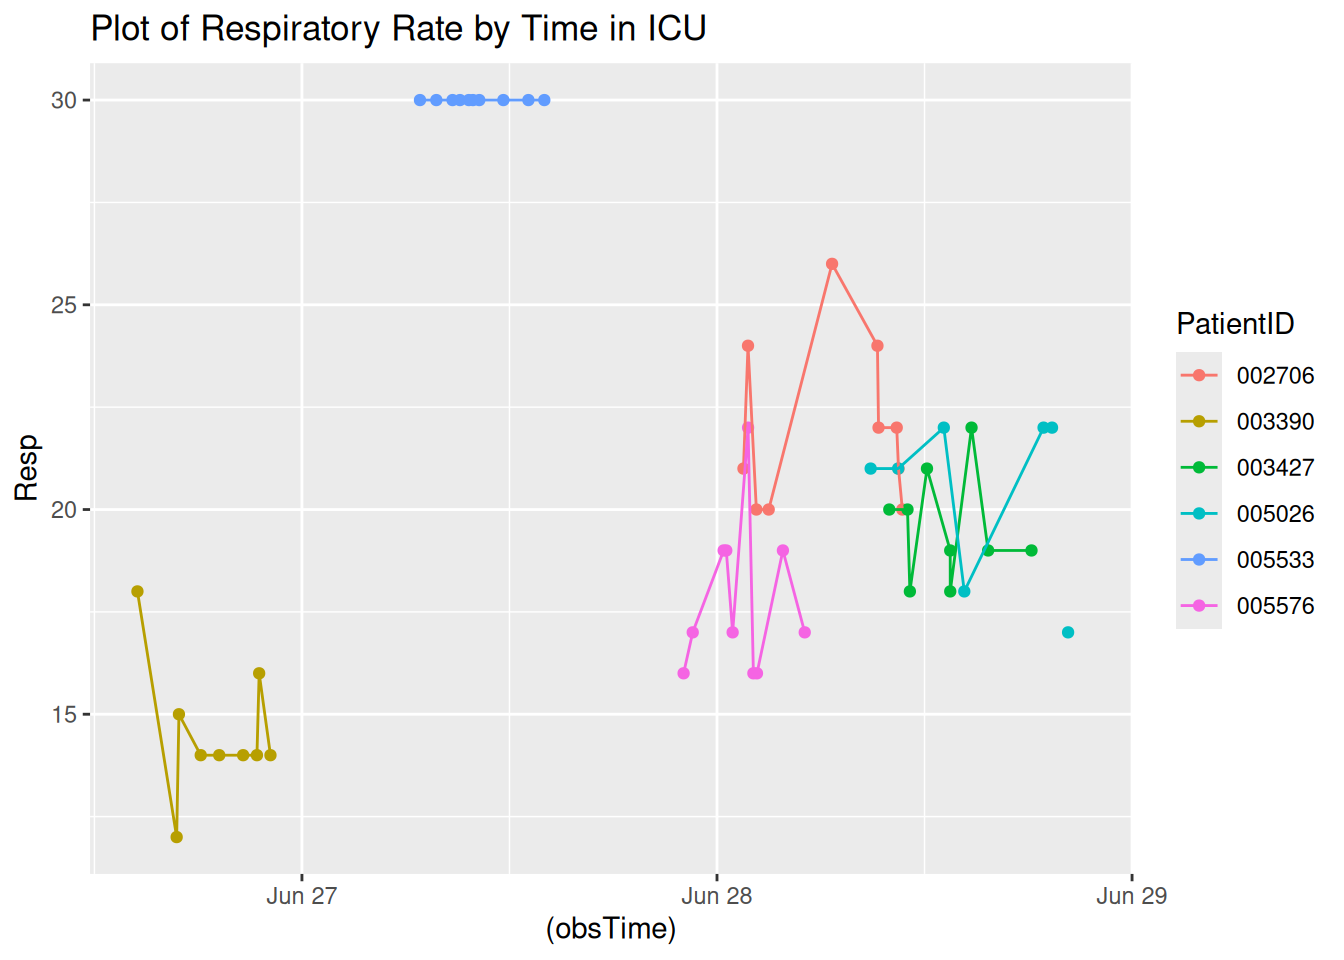 Plot of Respiratory Rate by Time in ICU
30
25
20
15
Resp
Jun 27
Jun 28
Jun 29
(obsTime)
PatientID
002706
003390
003427
005026
005533
005576